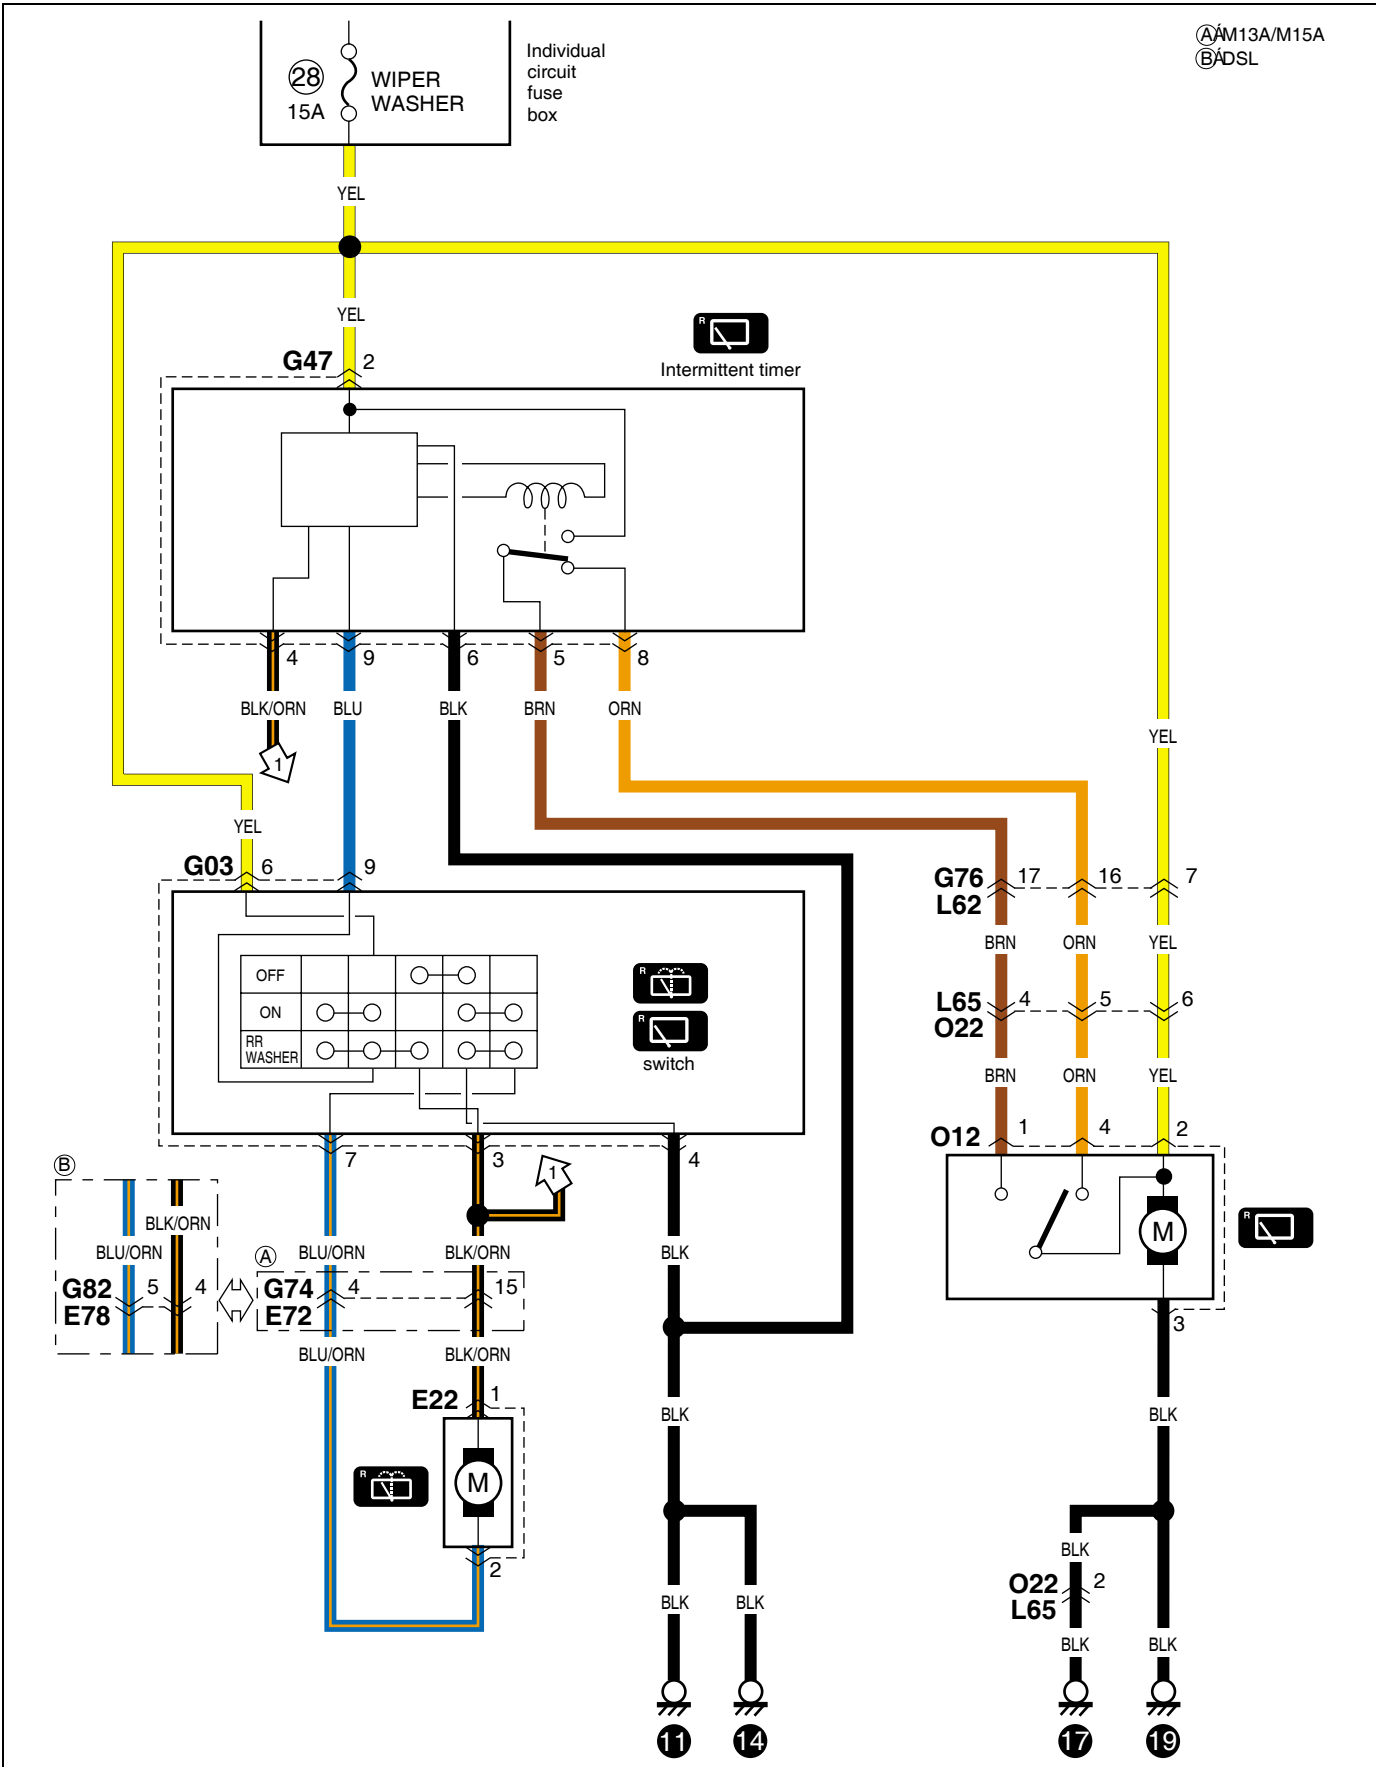 ⒶÁM13A/M15A
ⒷÁDSL
Individual
circuit
fuse
box
28
15A
WIPER
WASHER
YEL
YEL
R
Intermittent timer
G47 2
4 9 6 5 8
BLK/ORN BLU BLK BRN ORN
YEL
1
YEL
G03 6 9
G76 17 16 7
L62
BRN ORN YEL
OFF
ON
RR
WASHER
R
R
switch
L65 4 5 6
O22
BRN ORN YEL
O12 1 4 2
7 3 4
1
B
BLK/ORN
BLU/ORN
G82 5 4
E78
A
BLU/ORN BLK/ORN BLK
G74 4 15
E72
BLU/ORN BLK/ORN
M
R
3
E22 1
BLK
BLK
R
M
2
BLK BLK
BLK
O22 2
L65
BLK BLK
11 14 17 19